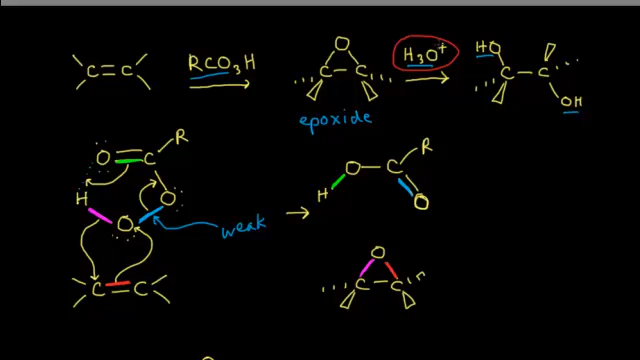 C=C RCO3H O C-C H3O+ HO C-C OH
epoxide
O=C R O H O weak C=C
H O-C R O
O C-C